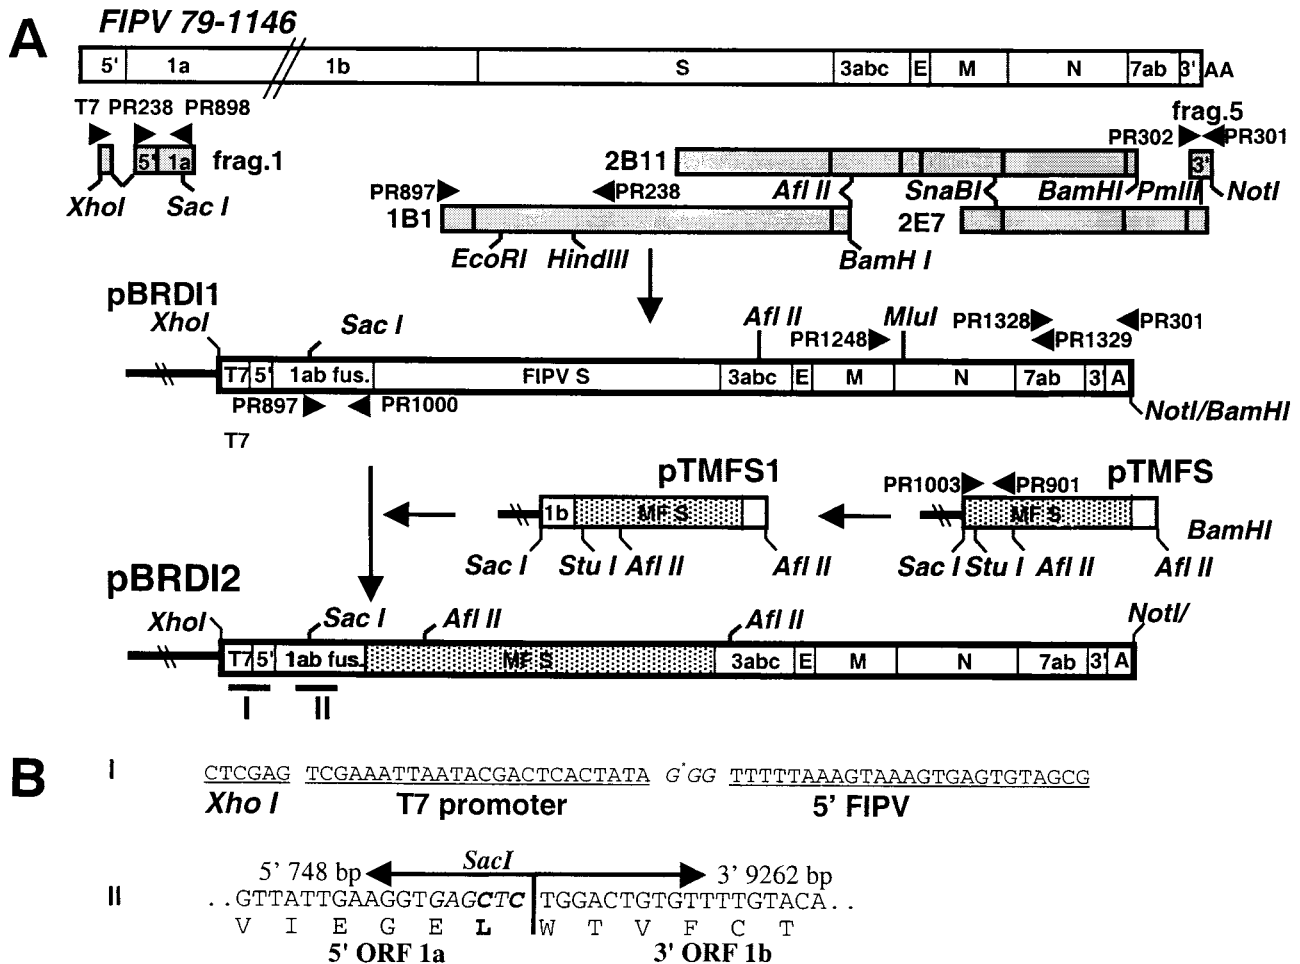 A
FIPV 79-1146
5' 1a 1b S 3abc E M N 7ab 3' AA
T7 PR238 PR898
5' 1a frag.1
XhoI Sac I
frag.5
PR302 PR301
2B11 3'
Afl II SnaBI BamHI PmlII NotI
PR897 PR238
1B1 2E7
EcoRI HindIII BamH I
pBRDI1
XhoI Sac I Afl II MluI
PR1248 PR1328 PR301
PR1329
T7 5' 1ab fus. FIPV S 3abc E M N 7ab 3' A
PR897 PR1000
NotI/BamHI
T7
pTMFS1 pTMFS
PR1003 PR901
1b MF S MF S
BamHI
Sac I Stu I Afl II Afl II Sac I Stu I Afl II Afl II
pBRDI2
XhoI Sac I Afl II Afl II NotI/
T7 5' 1ab fus. MF S 3abc E M N 7ab 3' A
I II
B
I CTCGAG TCGAAATTAATACGACTCACTATA G*GG TTTTTAAAGTAAAGTGAGTGTAGCG
Xho I T7 promoter 5' FIPV
5' 748 bp SacI 3' 9262 bp
II ..GTTATTGAAGGTGAGCTC TGGACTGTGTTTTGTACA..
V I E G E L W T V F C T
5' ORF 1a 3' ORF 1b